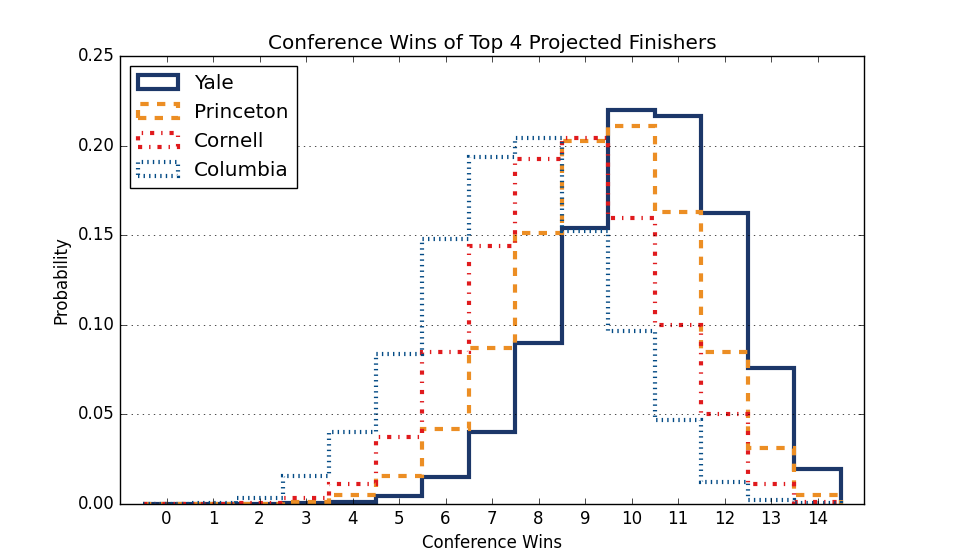 Conference Wins of Top 4 Projected Finishers
Yale
Princeton
Cornell
Columbia
0.25
0.20
0.15
0.10
0.05
0.00
Probability
0 1 2 3 4 5 6 7 8 9 10 11 12 13 14
Conference Wins